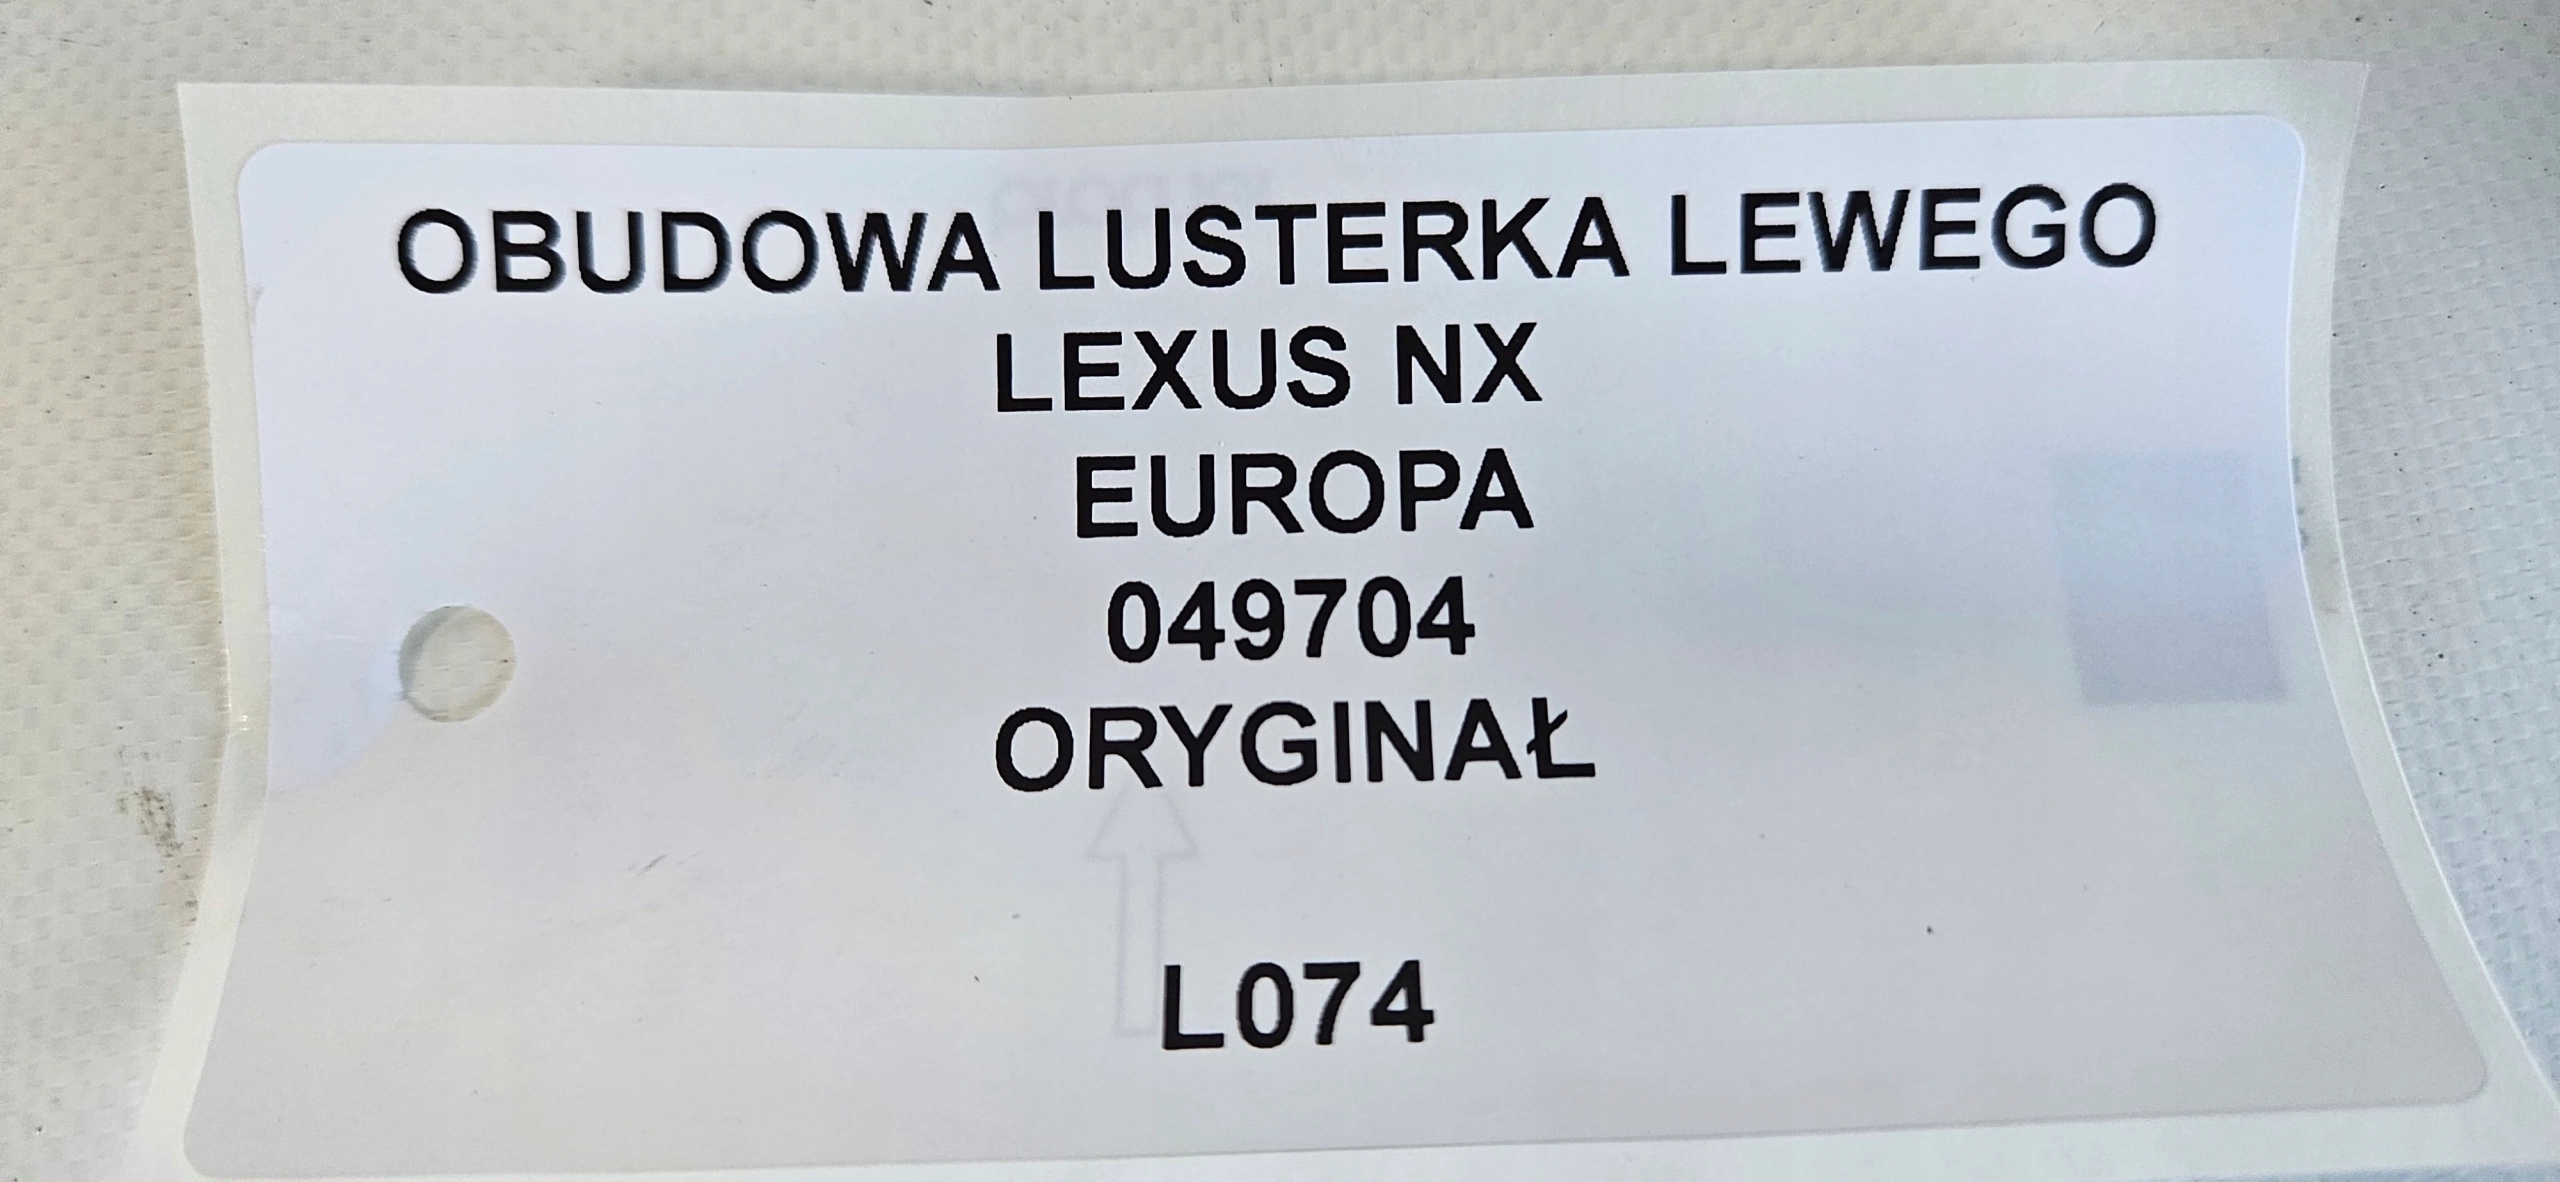 OBUDOWA LUSTERKA LEWEGO
LEXUS NX
EUROPA
049704
ORYGINAŁ
L074